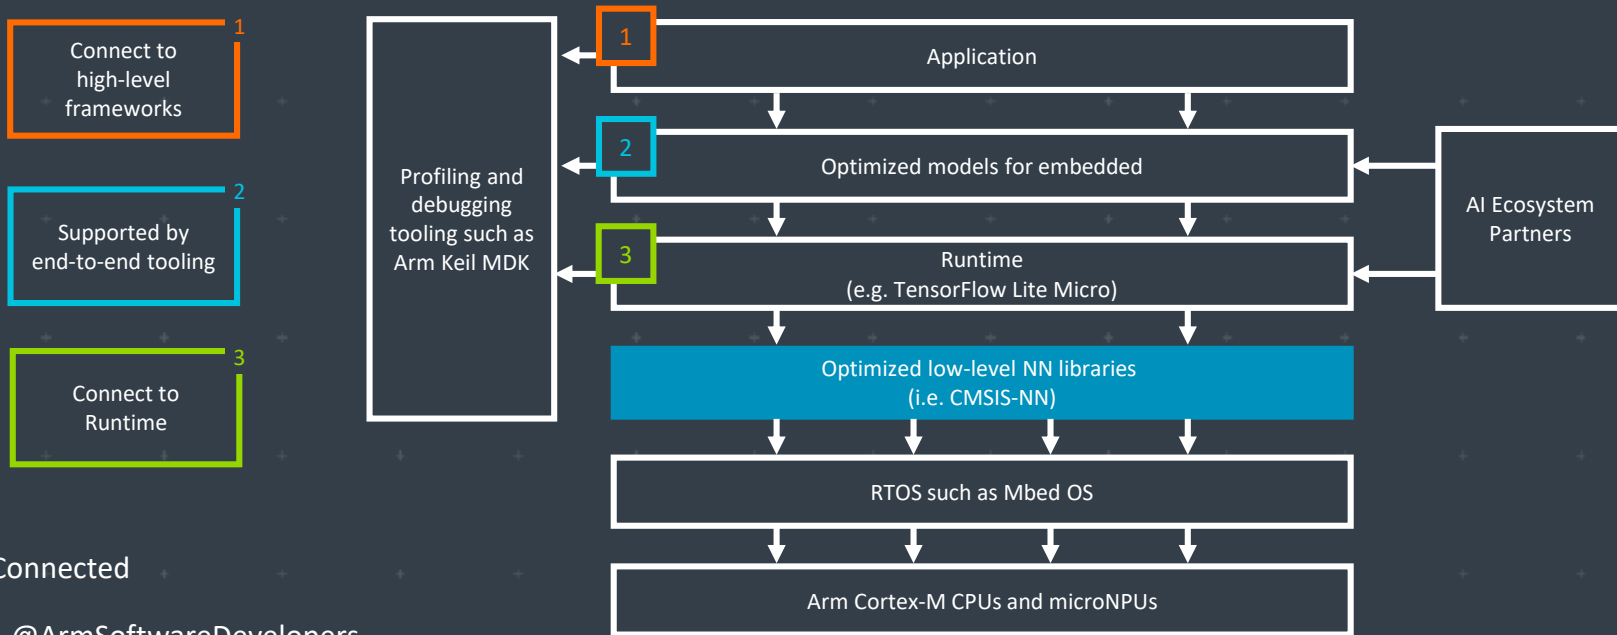 1
Connect to
high-level
frameworks
2
Supported by
end-to-end tooling
3
Connect to
Runtime
Profiling and
debugging
tooling such as
Arm Keil MDK
1
Application
2
Optimized models for embedded
3
Runtime
(e.g. TensorFlow Lite Micro)
Optimized low-level NN libraries
(i.e. CMSIS-NN)
RTOS such as Mbed OS
Arm Cortex-M CPUs and microNPUs
AI Ecosystem
Partners
Connected
@ArmSoftwareDevelopers